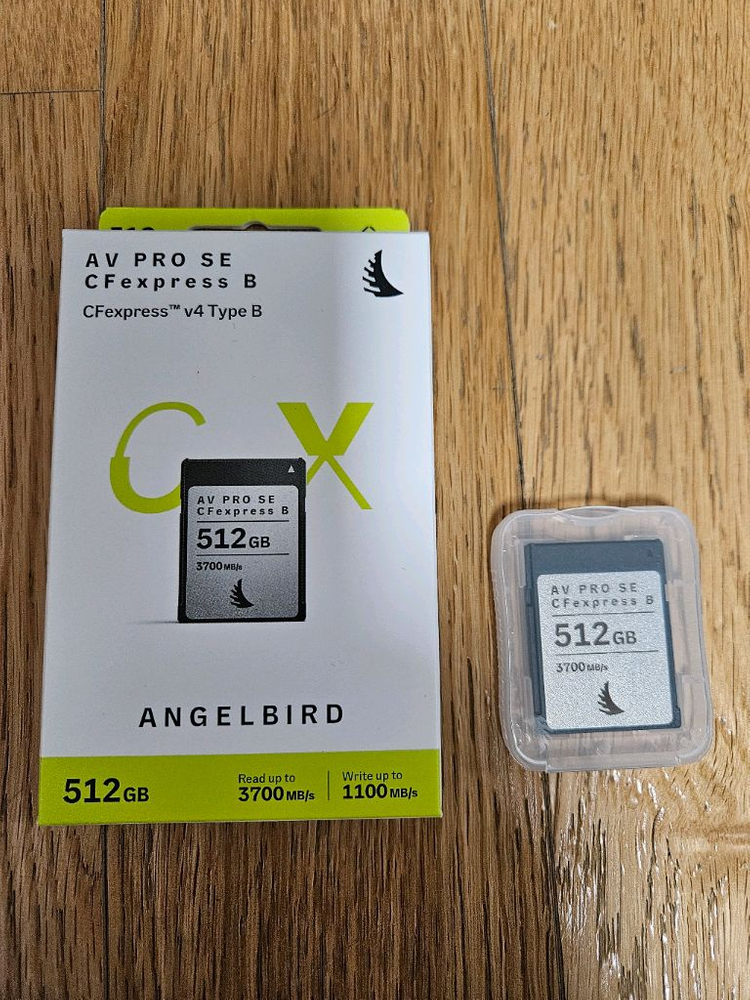 AV PRO SE
CFexpress B
CFexpress™ v4 Type B
C X
AV PRO SE
CFexpress B
512GB
3700MB/s
ANGELBIRD
512GB
Read up to
3700MB/s
Write up to
1100MB/s
AV PRO SE
CFexpress B
512GB
3700MB/s